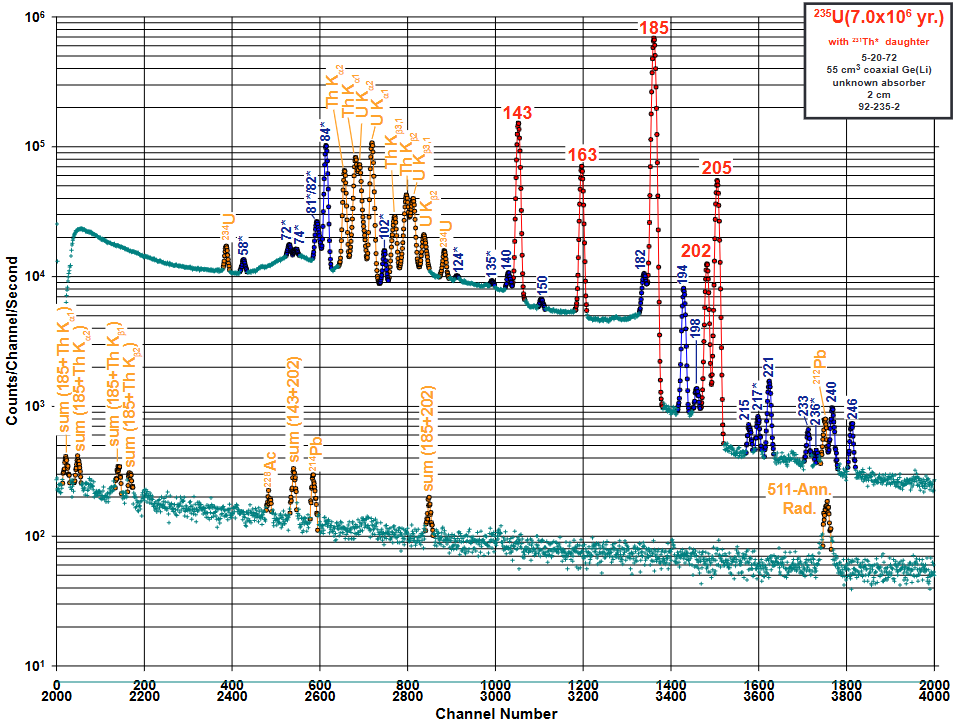 ²³⁵U(7.0x10⁶ yr.)
with ²³¹Th* daughter
5-20-72
55 cm³ coaxial Ge(Li)
unknown absorber
2 cm
92-235-2
Counts/Channel/Second
10⁶
10⁵
10⁴
10³
10²
10¹
²³⁴U
58*
72*
74*
81*/82*
84*
Th Kα2
Th Kα1
U Kα2
U Kα1
102*
Th Kβ3,1
Th Kβ2
U Kβ3,1
U Kβ2
²³⁴U
124*
135*
140
143
150
163
182
185
194
198
202
205
215
217*
221
233
236*
²¹²Pb
240
246
sum (185+Th Kα1)
sum (185+Th Kα2)
sum (185+Th Kβ1)
sum (185+Th Kβ2)
²²⁸Ac
sum (143+202)
²¹⁴Pb
sum (185+202)
511-Ann.
Rad.
2000 2200 2400 2600 2800 3000 3200 3400 3600 3800 4000
Channel Number